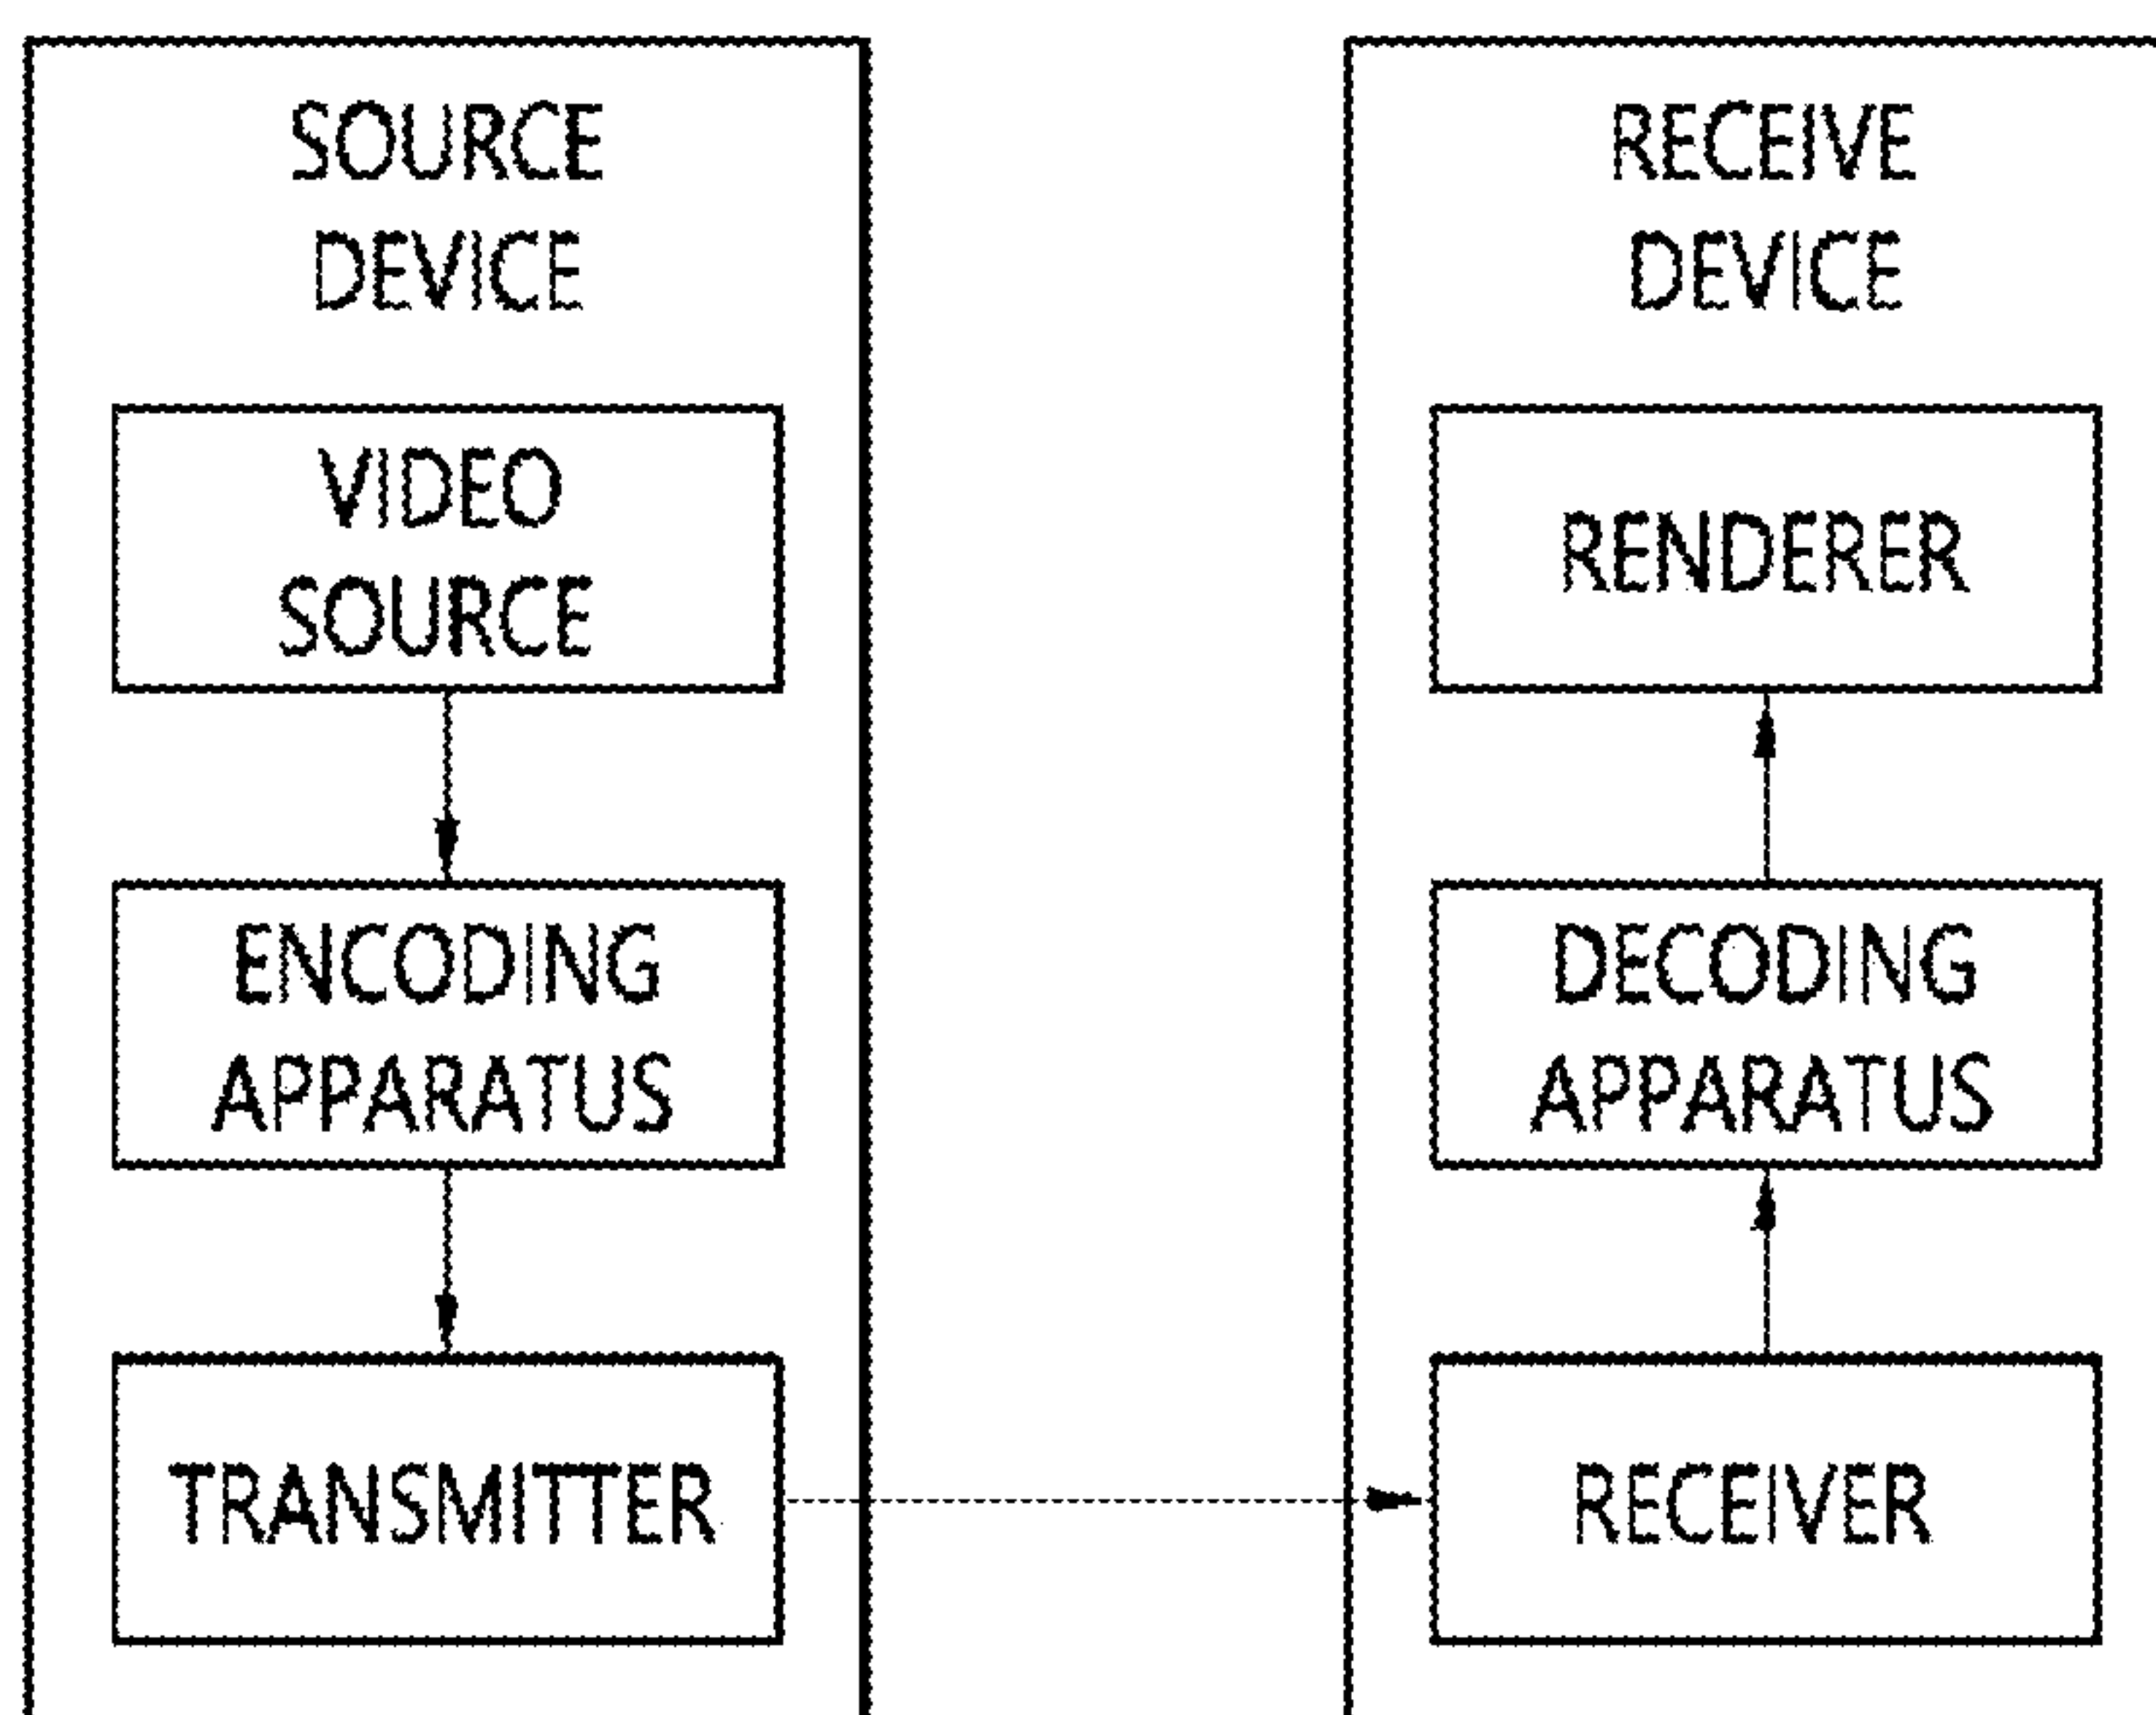 SOURCE
DEVICE
VIDEO
SOURCE
ENCODING
APPARATUS
TRANSMITTER
RECEIVE
DEVICE
RENDERER
DECODING
APPARATUS
RECEIVER